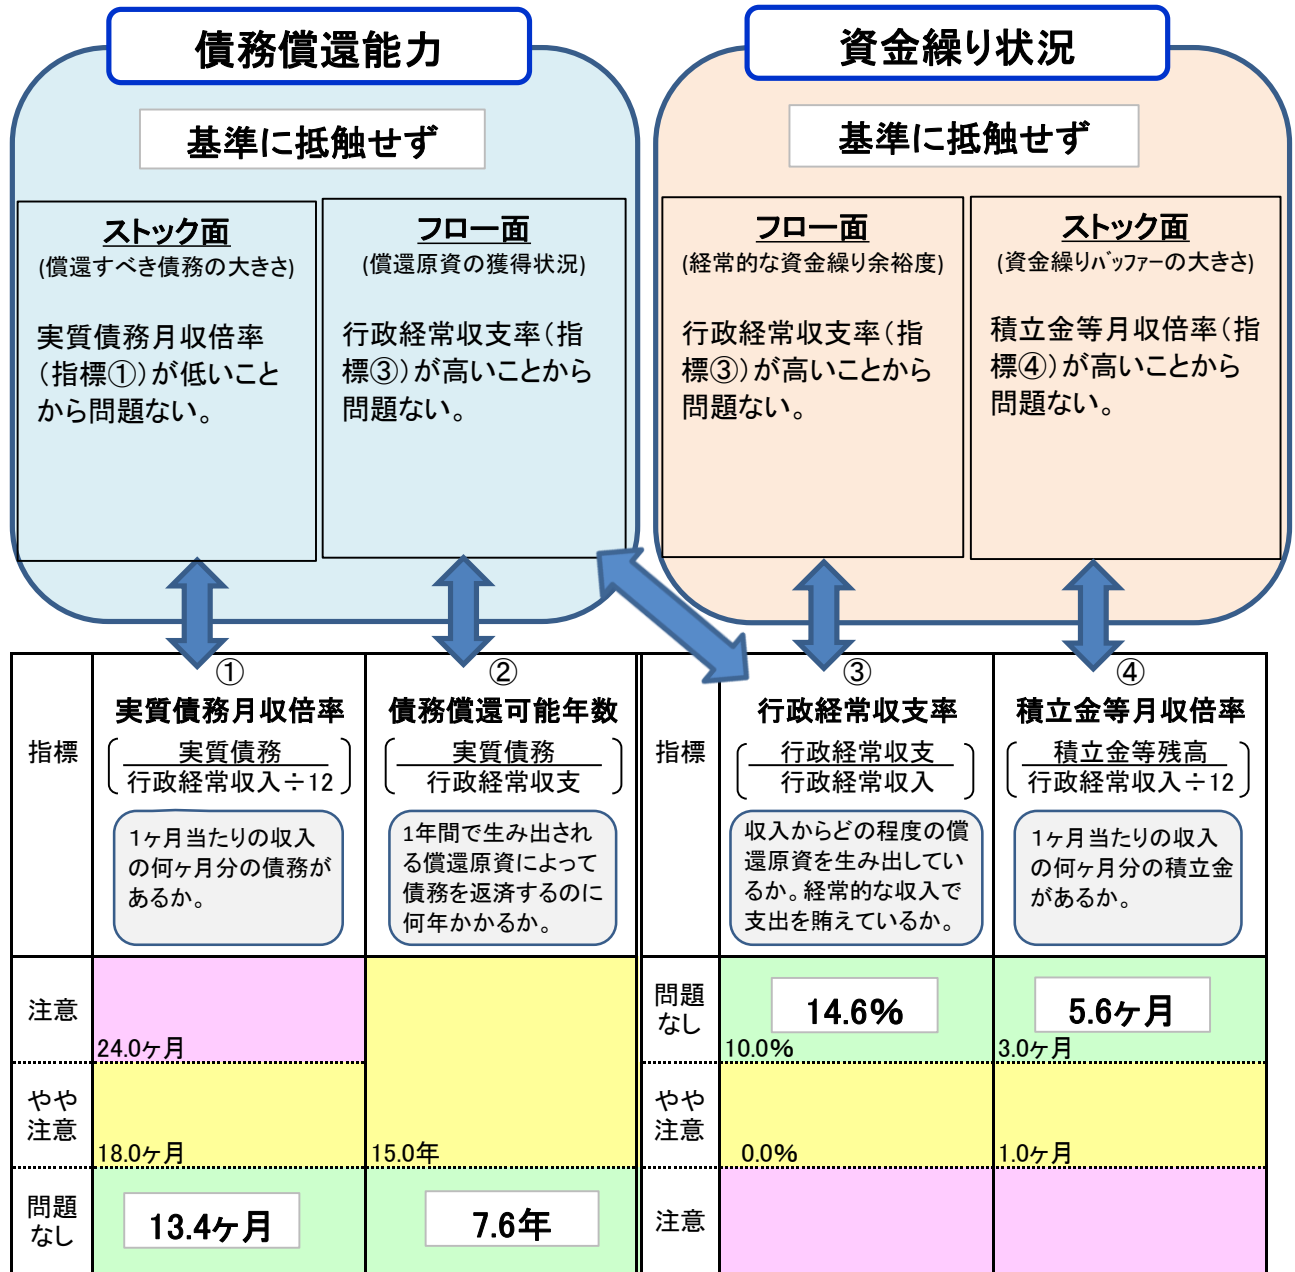 債務償還能力
基準に抵触せず
ストック面
(償還すべき債務の大きさ)
実質債務月収倍率
(指標①)が低いこと
から問題ない。
フロー面
(償還原資の獲得状況)
行政経常収支率(指
標③)が高いことから
問題ない。
資金繰り状況
基準に抵触せず
フロー面
(経常的な資金繰り余裕度)
行政経常収支率(指
標③)が高いことから
問題ない。
ストック面
(資金繰りバッファーの大きさ)
積立金等月収倍率(指
標④)が高いことから
問題ない。
指標
①
実質債務月収倍率
実質債務
行政経常収入÷12
1ヶ月当たりの収入
の何ヶ月分の債務が
あるか。
②
債務償還可能年数
実質債務
行政経常収支
1年間で生み出され
る償還原資によって
債務を返済するのに
何年かかるか。
指標
③
行政経常収支率
行政経常収支
行政経常収入
収入からどの程度の償
還原資を生み出してい
るか。経常的な収入で
支出を賄えているか。
④
積立金等月収倍率
積立金等残高
行政経常収入÷12
1ヶ月当たりの収入
の何ヶ月分の積立金
があるか。
注意
24.0ヶ月
問題
なし
14.6%
10.0%
5.6ヶ月
3.0ヶ月
やや
注意
18.0ヶ月
15.0年
やや
注意
0.0%
1.0ヶ月
問題
なし
13.4ヶ月
7.6年
注意